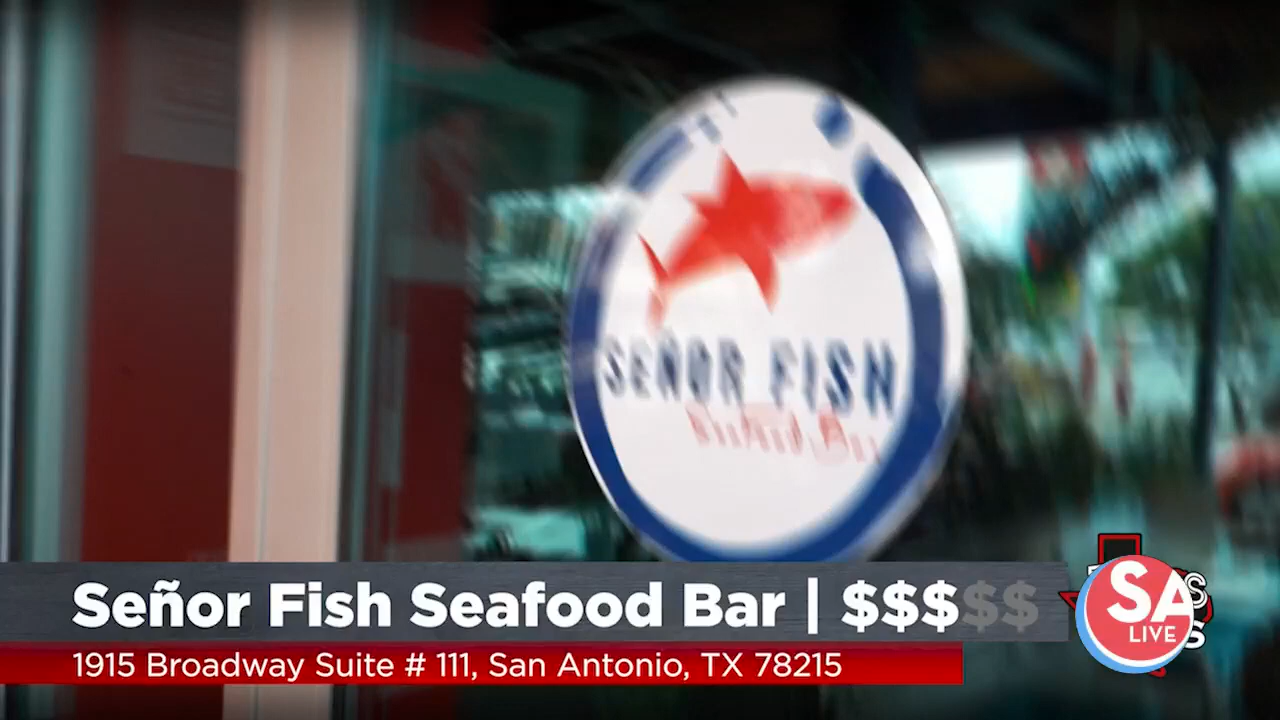 SEÑOR FISH
Señor Fish Seafood Bar | $$$$$
1915 Broadway Suite # 111, San Antonio, TX 78215
SA
LIVE